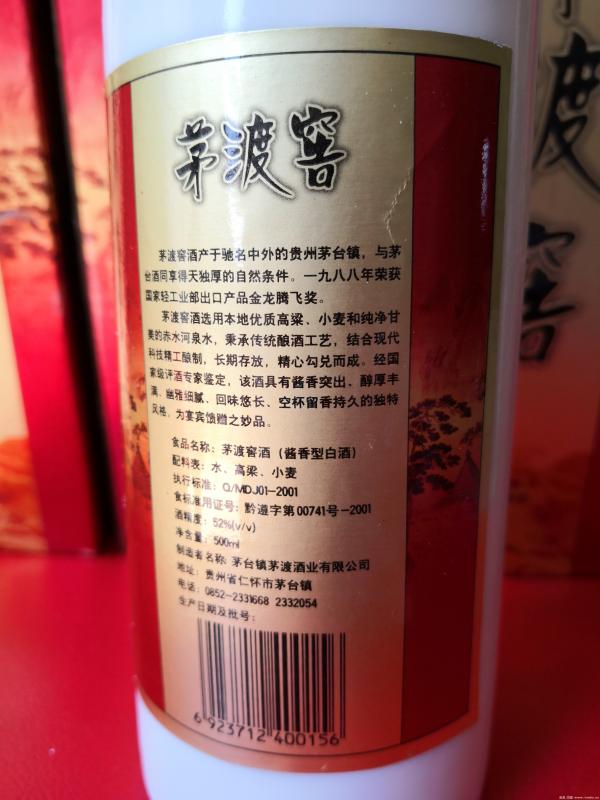 茅渡窖
茅渡窖酒产于驰名中外的贵州茅台镇，与茅
台酒同享得天独厚的自然条件。一九八八年荣获
国家轻工业部出口产品金龙腾飞奖。
茅渡窖酒选用本地优质高粱、小麦和纯净甘
美的赤水河泉水，秉承传统酿酒工艺，结合现代
科技精工酿制，长期存放，精心勾兑而成。经国
家级评酒专家鉴定，该酒具有酱香突出、醇厚丰
满、幽雅细腻、回味悠长、空杯留香持久的独特
风格，为宴宾馈赠之妙品。
食品名称：茅渡窖酒（酱香型白酒）
配料表：水、高粱、小麦
执行标准：Q/MDJ01-2001
食标准用证号：黔遵字第00741号-2001
酒精度：52%(v/v)
净含量：500ml
制造者名称：茅台镇茅渡酒业有限公司
地址：贵州省仁怀市茅台镇
电话：0852-2331668 2332054
生产日期及批号：
6 923712 400156
渡
窖